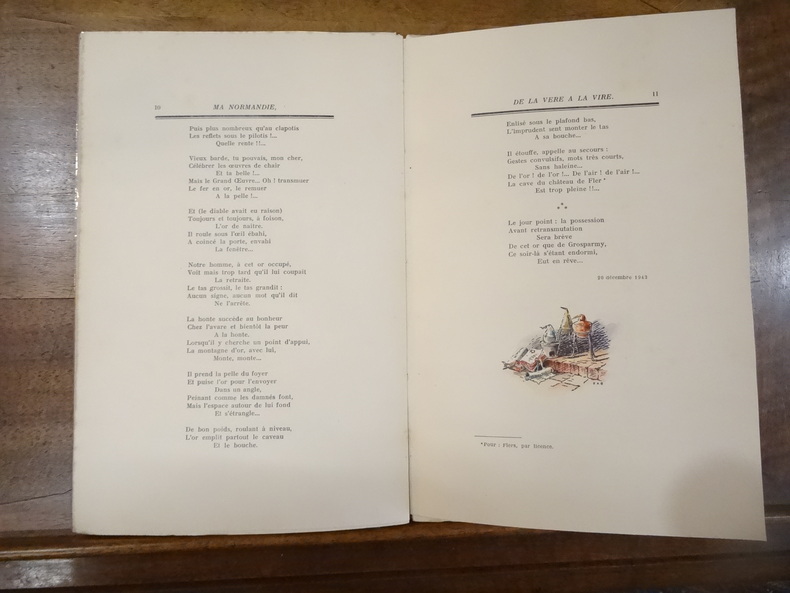 10
MA NORMANDIE,
Puis plus nombreux qu'au clapotis
Les reflets sous le pilotis !...
Quelle rente !!...
Vieux barde, tu pouvais, mon cher,
Célébrer les œuvres de chair
Et ta belle !...
Mais le Grand Œuvre... Oh ! transmuer
Le fer en or, le remuer
A la pelle !...
Et (le diable avait eu raison)
Toujours et toujours, à foison,
L'or de naître.
Il roule sous l'œil ébahi,
A coincé la porte, envahi
La fenêtre...
Notre homme, à cet or occupé,
Voit mais trop tard qu'il lui coupait
La retraite.
Le tas grossit, le tas grandit :
Aucun signe, aucun mot qu'il dit
Ne l'arrête.
La honte succède au bonheur
Chez l'avare et bientôt la peur
A la honte.
Lorsqu'il y cherche un point d'appui,
La montagne d'or, avec lui,
Monte, monte...
Il prend la pelle du foyer
Et puise l'or pour l'envoyer
Dans un angle,
Peinant comme les damnés font,
Mais l'espace autour de lui fond
Et s'étrangle...
De bon poids, coulant à niveau,
L'or emplit partout le caveau
Et le bouche.
DE LA VERE A LA VIRE.
11
Enlisé sous le plafond bas,
L'imprudent sent monter le tas
A sa bouche...
Il étouffe, appelle au secours :
Gestes convulsifs, mots très courts,
Sans haleine...
De l'or ! de l'or !... De l'air ! de l'air !...
La cave du château de Fler*
Est trop pleine !!...
Le jour point : la possession
Avant retransmutation
Sera brève
De cet or que de Grosparmy,
Ce soir-là s'étant endormi,
Eut en rêve...
20 décembre 1943
*Pour : Flers, par licence.